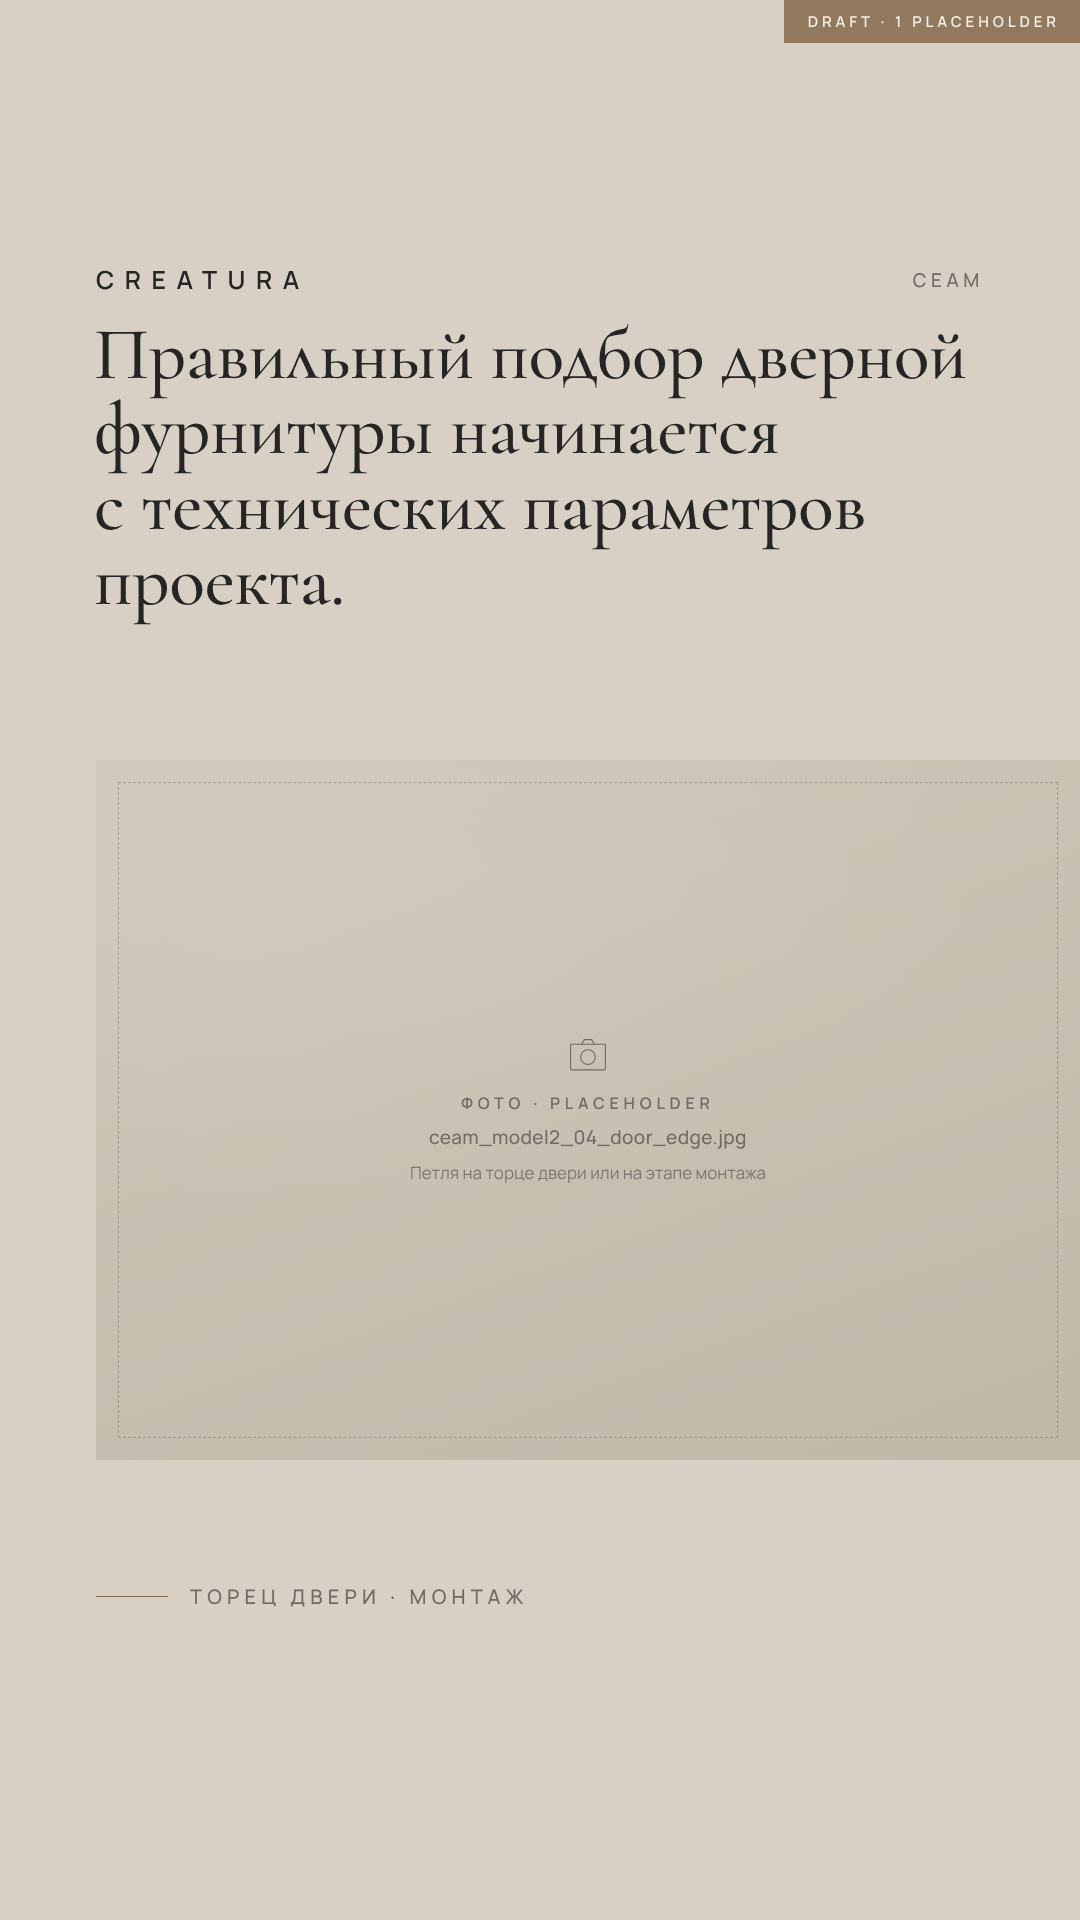 DRAFT · 1 PLACEHOLDER
CREATURA
CEAM
Правильный подбор дверной
фурнитуры начинается
с технических параметров
проекта.
ФОТО · PLACEHOLDER
ceam_model2_04_door_edge.jpg
Петля на торце двери или на этапе монтажа
ТОРЕЦ ДВЕРИ · МОНТАЖ